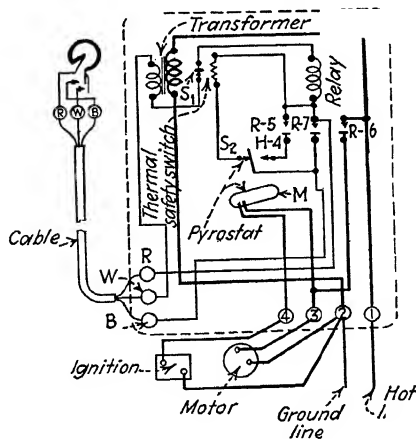 Transformer
S1
Thermal
safety switch
Relay
R-5
R-7
R-6
H-4
S2
M
Pyrostat
R
W
B
Cable
R
W
B
4
3
2
1
Ignition
Motor
Ground
line
Hot